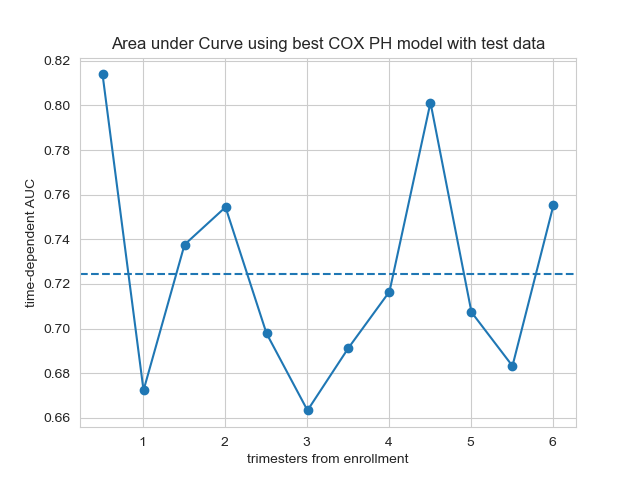 Area under Curve using best COX PH model with test data
0.82
0.80
0.78
0.76
0.74
0.72
0.70
0.68
0.66
time-dependent AUC
1 2 3 4 5 6
trimesters from enrollment